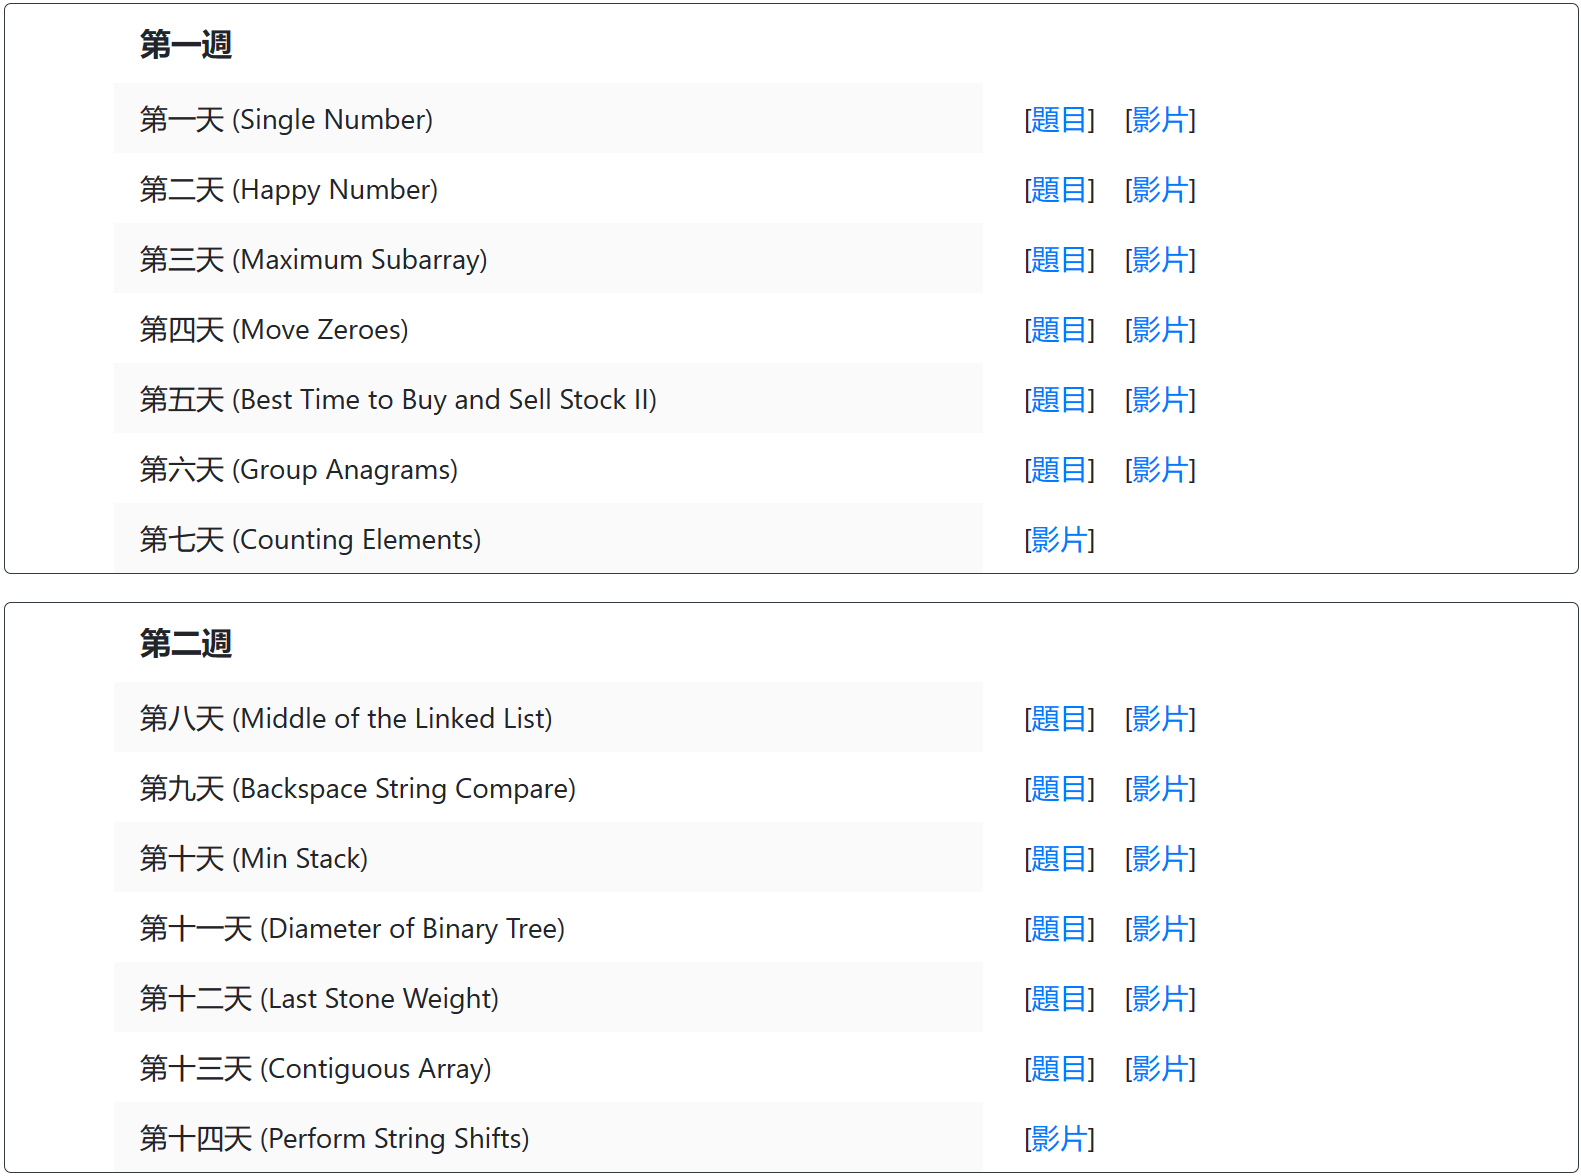 第一週
第一天 (Single Number) [題目] [影片]
第二天 (Happy Number) [題目] [影片]
第三天 (Maximum Subarray) [題目] [影片]
第四天 (Move Zeroes) [題目] [影片]
第五天 (Best Time to Buy and Sell Stock II) [題目] [影片]
第六天 (Group Anagrams) [題目] [影片]
第七天 (Counting Elements) [影片]
第二週
第八天 (Middle of the Linked List) [題目] [影片]
第九天 (Backspace String Compare) [題目] [影片]
第十天 (Min Stack) [題目] [影片]
第十一天 (Diameter of Binary Tree) [題目] [影片]
第十二天 (Last Stone Weight) [題目] [影片]
第十三天 (Contiguous Array) [題目] [影片]
第十四天 (Perform String Shifts) [影片]